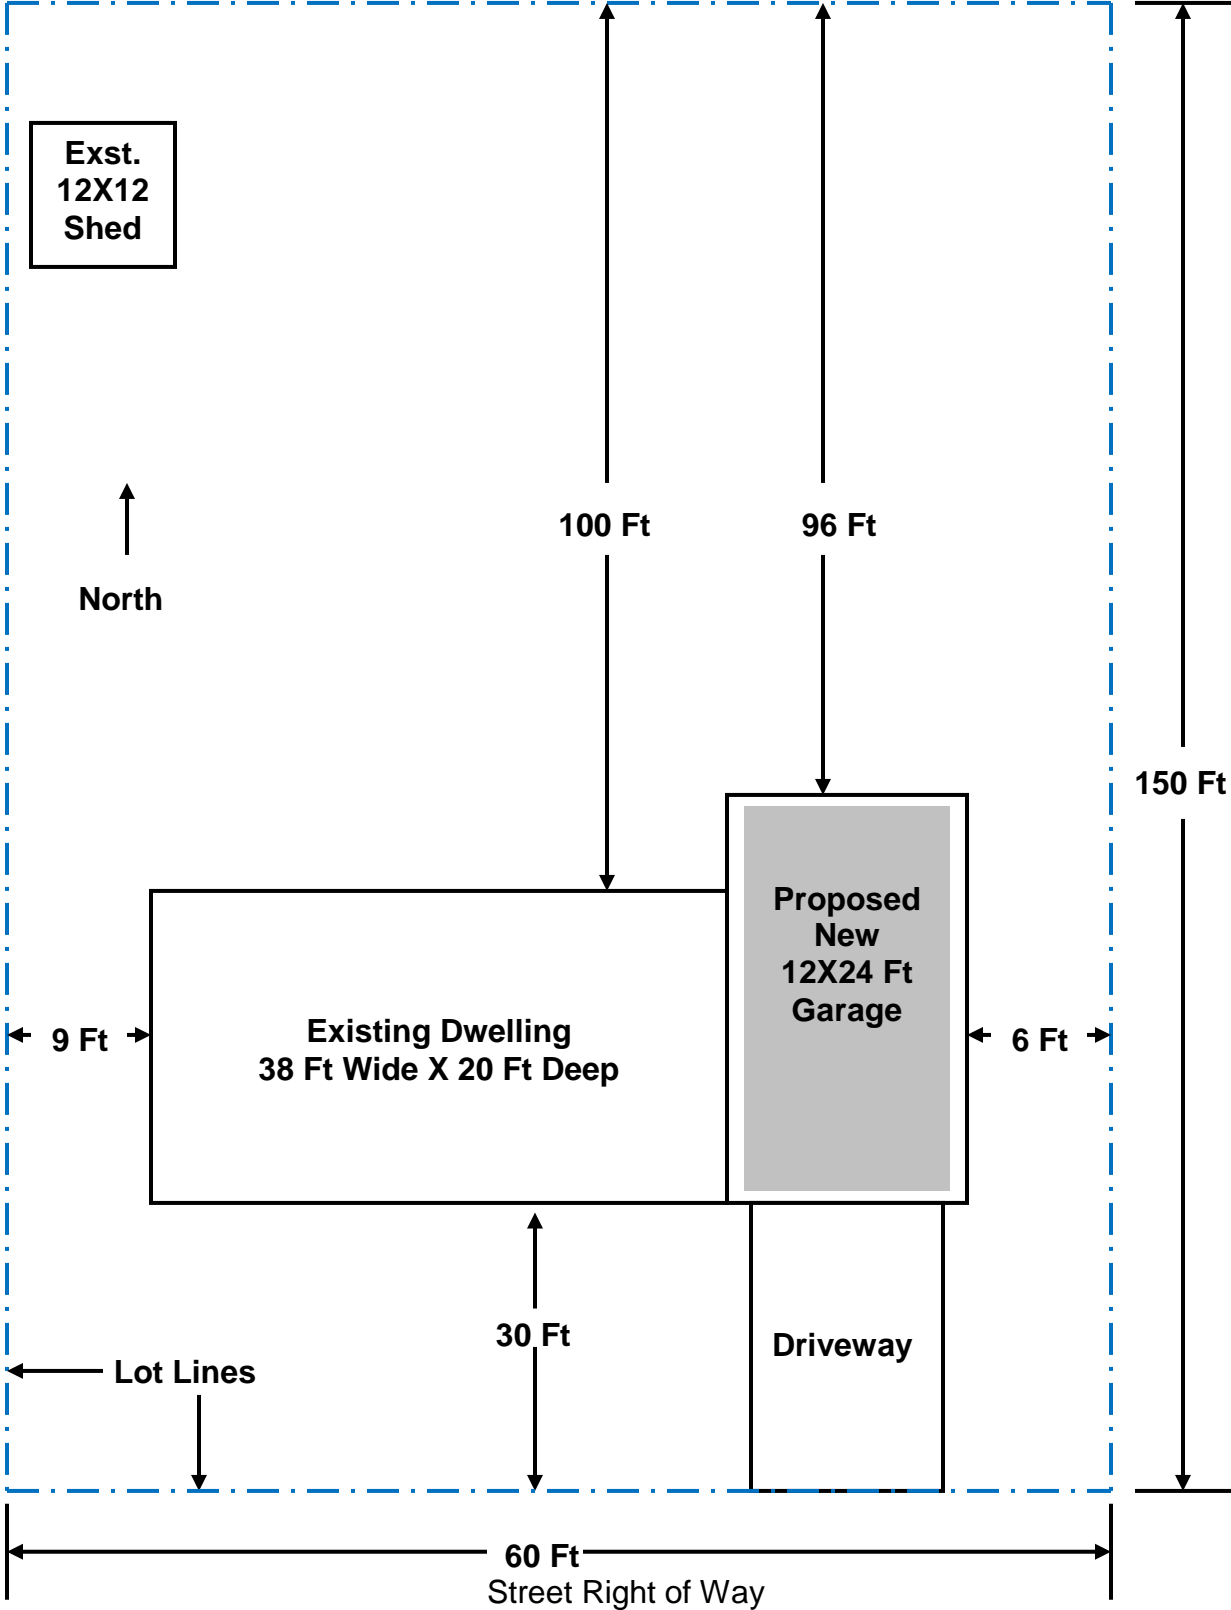 Exst.
12X12
Shed
100 Ft
96 Ft
North
150 Ft
Proposed
New
12X24 Ft
Garage
9 Ft
Existing Dwelling
38 Ft Wide X 20 Ft Deep
6 Ft
30 Ft
Driveway
Lot Lines
60 Ft
Street Right of Way